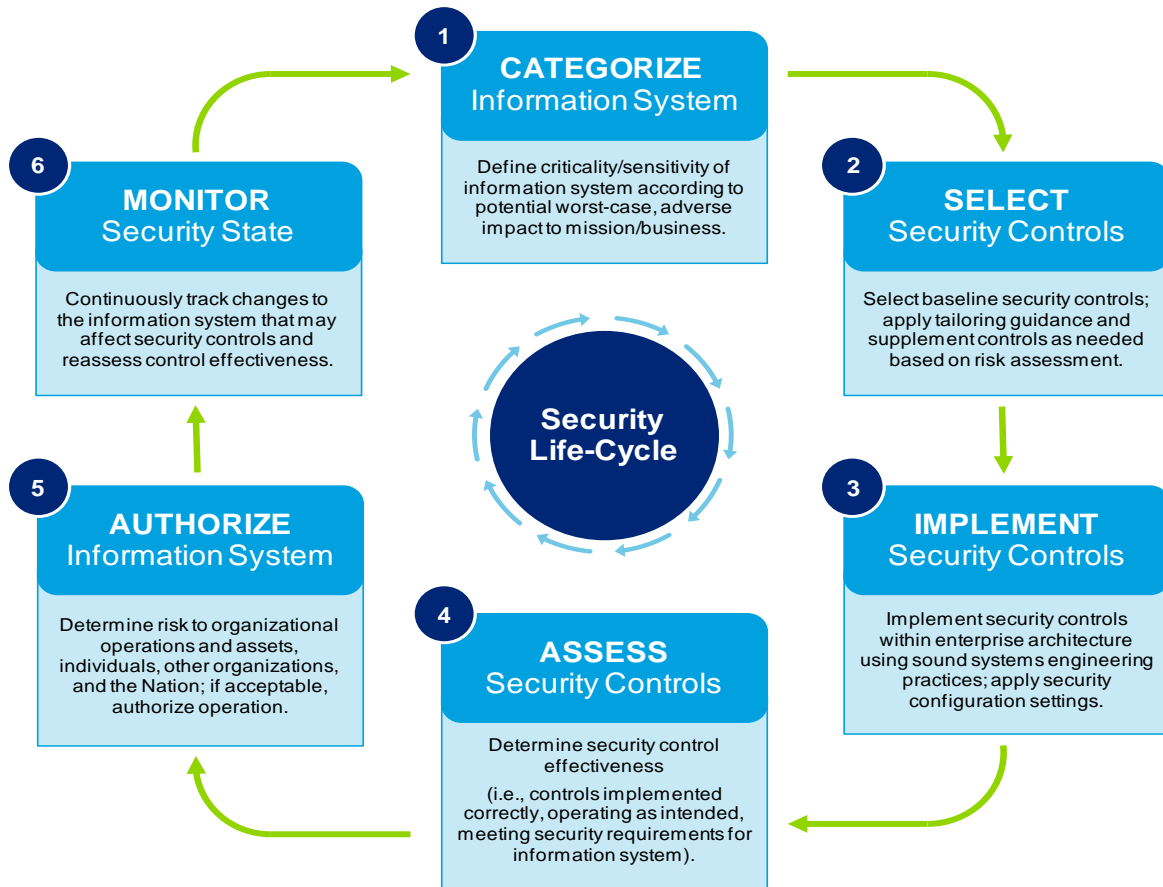 1
CATEGORIZE
Information System
Define criticality/sensitivity of
information system according to
potential worst-case, adverse
impact to mission/business.
2
SELECT
Security Controls
Select baseline security controls;
apply tailoring guidance and
supplement controls as needed
based on risk assessment.
3
IMPLEMENT
Security Controls
Implement security controls
within enterprise architecture
using sound systems engineering
practices; apply security
configuration settings.
4
ASSESS
Security Controls
Determine security control
effectiveness
(i.e., controls implemented
correctly, operating as intended,
meeting security requirements for
information system).
5
AUTHORIZE
Information System
Determine risk to organizational
operations and assets,
individuals, other organizations,
and the Nation; if acceptable,
authorize operation.
6
MONITOR
Security State
Continuously track changes to
the information system that may
affect security controls and
reassess control effectiveness.
Security
Life-Cycle